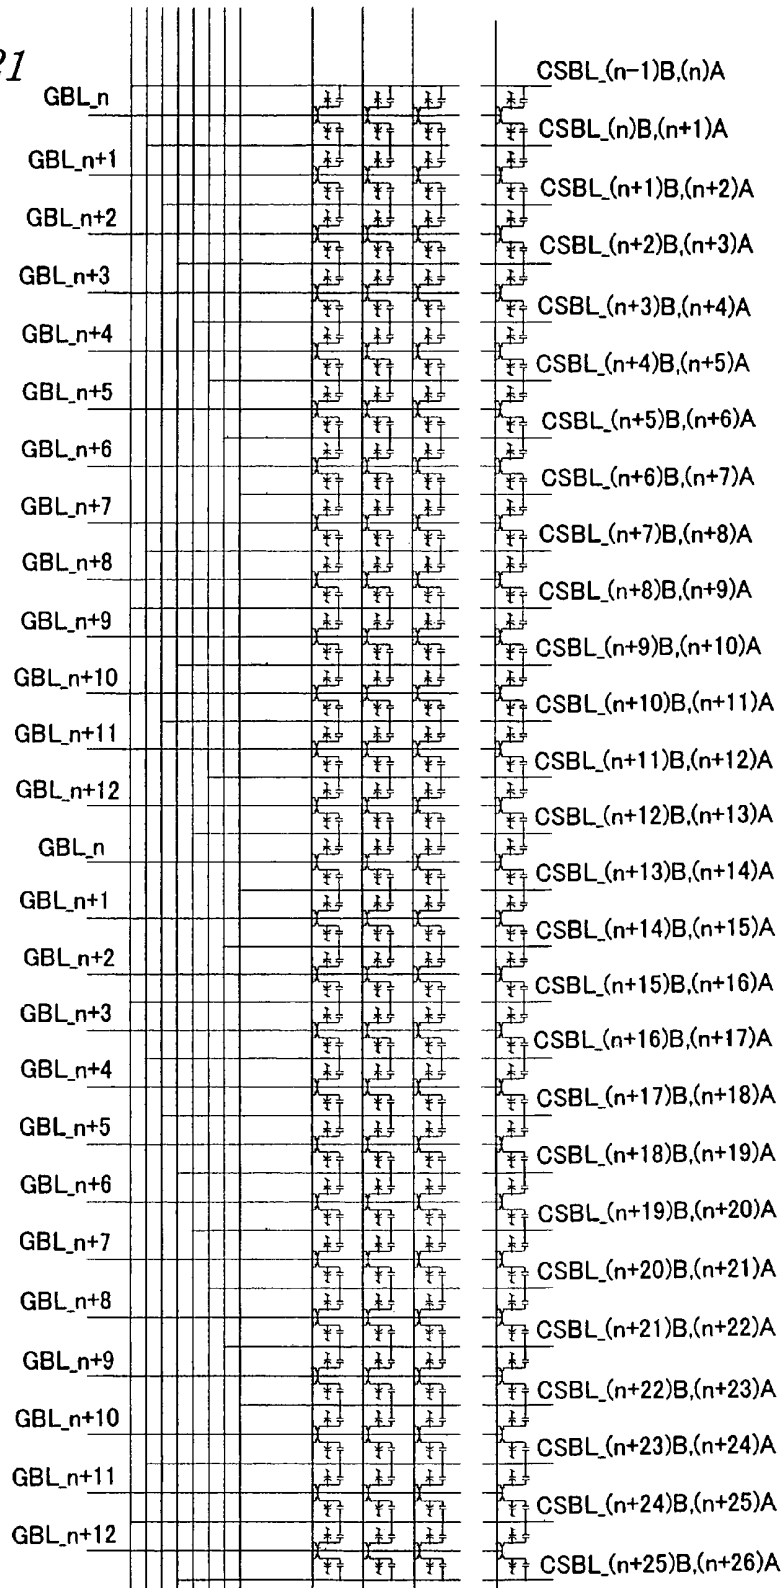 21
CSBL_(n-1)B,(n)A
GBL_n
CSBL_(n)B,(n+1)A
GBL_n+1
CSBL_(n+1)B,(n+2)A
GBL_n+2
CSBL_(n+2)B,(n+3)A
GBL_n+3
CSBL_(n+3)B,(n+4)A
GBL_n+4
CSBL_(n+4)B,(n+5)A
GBL_n+5
CSBL_(n+5)B,(n+6)A
GBL_n+6
CSBL_(n+6)B,(n+7)A
GBL_n+7
CSBL_(n+7)B,(n+8)A
GBL_n+8
CSBL_(n+8)B,(n+9)A
GBL_n+9
CSBL_(n+9)B,(n+10)A
GBL_n+10
CSBL_(n+10)B,(n+11)A
GBL_n+11
CSBL_(n+11)B,(n+12)A
GBL_n+12
CSBL_(n+12)B,(n+13)A
GBL_n
CSBL_(n+13)B,(n+14)A
GBL_n+1
CSBL_(n+14)B,(n+15)A
GBL_n+2
CSBL_(n+15)B,(n+16)A
GBL_n+3
CSBL_(n+16)B,(n+17)A
GBL_n+4
CSBL_(n+17)B,(n+18)A
GBL_n+5
CSBL_(n+18)B,(n+19)A
GBL_n+6
CSBL_(n+19)B,(n+20)A
GBL_n+7
CSBL_(n+20)B,(n+21)A
GBL_n+8
CSBL_(n+21)B,(n+22)A
GBL_n+9
CSBL_(n+22)B,(n+23)A
GBL_n+10
CSBL_(n+23)B,(n+24)A
GBL_n+11
CSBL_(n+24)B,(n+25)A
GBL_n+12
CSBL_(n+25)B,(n+26)A